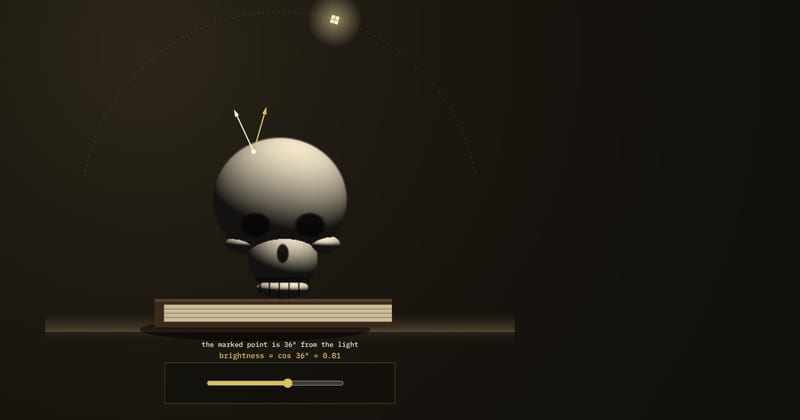 the marked point is 36° from the light
brightness = cos 36° = 0.81